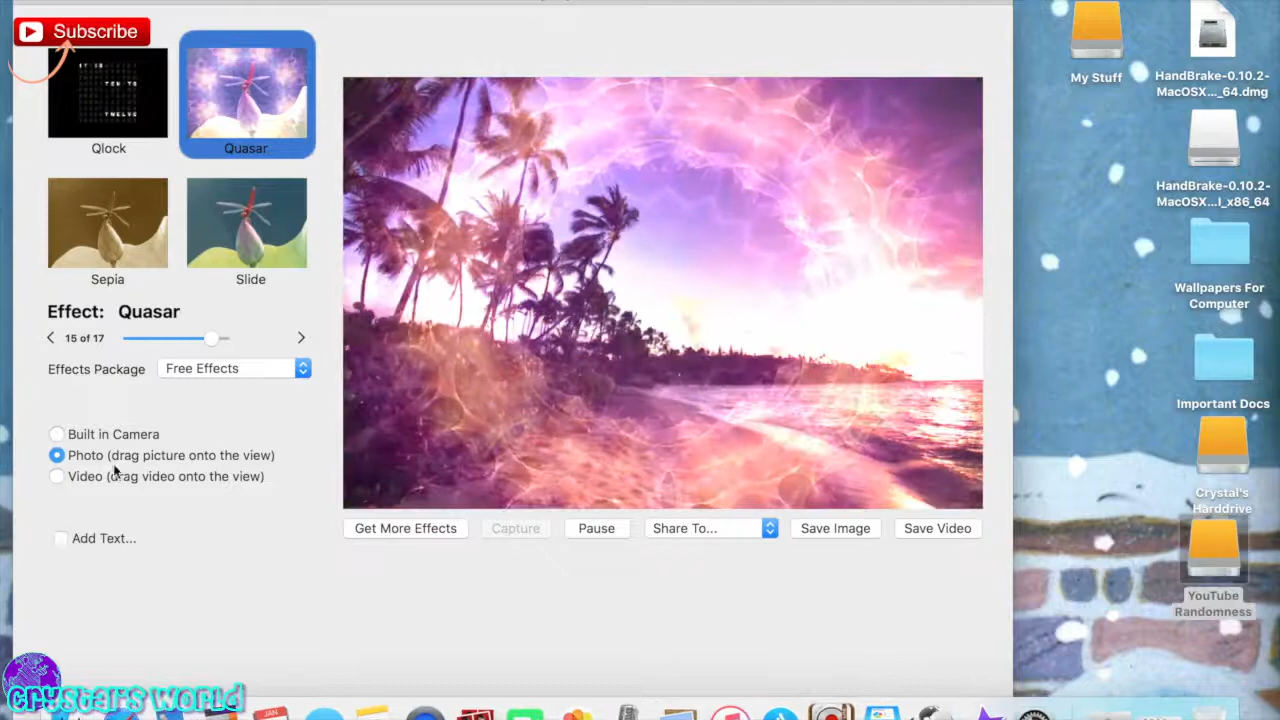 Subscribe
Qlock
Quasar
Sepia
Slide
Effect: Quasar
15 of 17
Effects Package
Free Effects
Built in Camera
Photo (drag picture onto the view)
Video (drag video onto the view)
Add Text...
Get More Effects
Capture
Pause
Share To...
Save Image
Save Video
My Stuff
HandBrake-0.10.2-
MacOSX..._64.dmg
HandBrake-0.10.2-
MacOSX...I_x86_64
Wallpapers For
Computer
Important Docs
Crystal's
Harddrive
YouTube
Randomness
Crystar's World
JAN